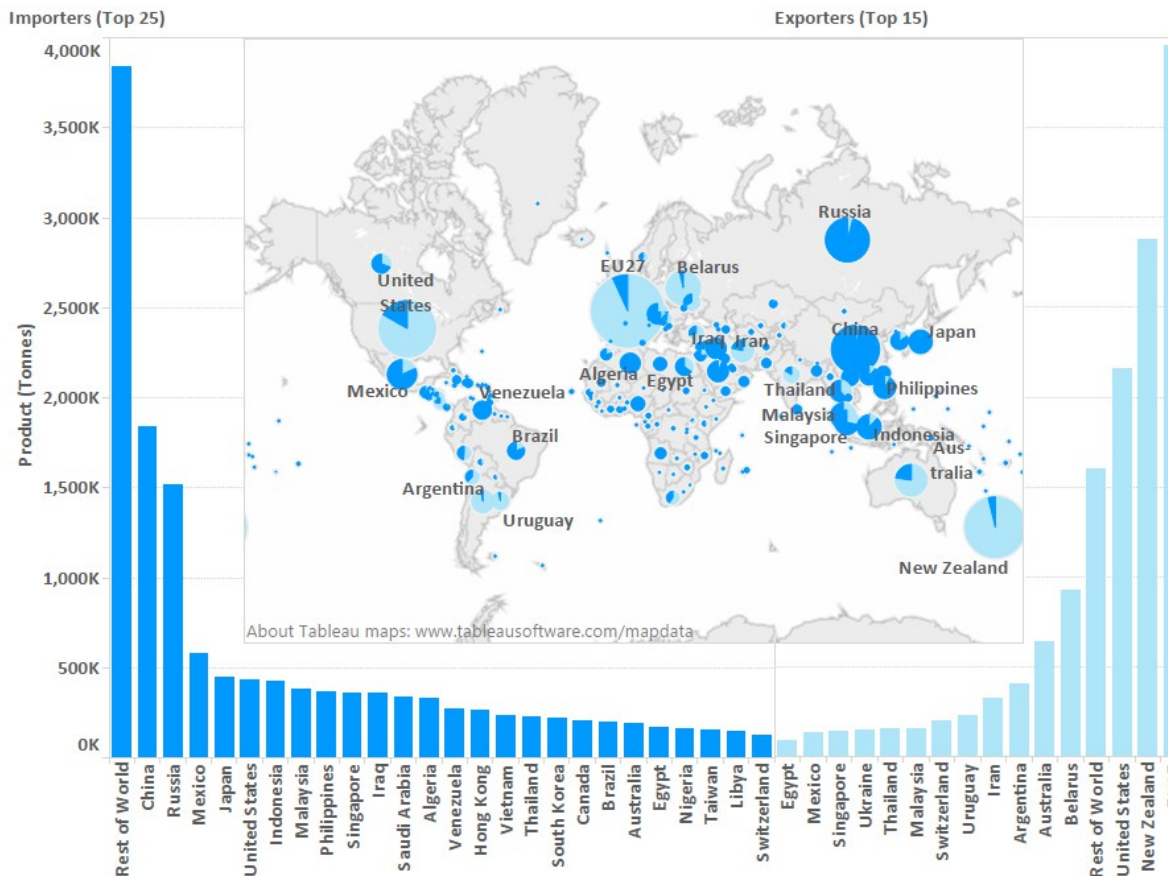 Importers (Top 25)
Exporters (Top 15)
4,000K
3,500K
3,000K
2,500K
2,000K
1,500K
1,000K
500K
0K
Product (Tonnes)
Russia
EU27
Belarus
United
States
China
Japan
Iraq
Iran
Mexico
Algeria
Egypt
Thailand
Philippines
Venezuela
Malaysia
Singapore
Indonesia
Brazil
Aus-
tralia
Argentina
Uruguay
New Zealand
About Tableau maps: www.tableausoftware.com/mapdata
Rest of World
China
Russia
Mexico
Japan
United States
Indonesia
Malaysia
Philippines
Singapore
Iraq
Saudi Arabia
Algeria
Venezuela
Hong Kong
Vietnam
Thailand
South Korea
Canada
Brazil
Australia
Egypt
Nigeria
Taiwan
Libya
Switzerland
Egypt
Mexico
Singapore
Ukraine
Thailand
Malaysia
Switzerland
Uruguay
Iran
Argentina
Australia
Belarus
Rest of World
United States
New Zealand